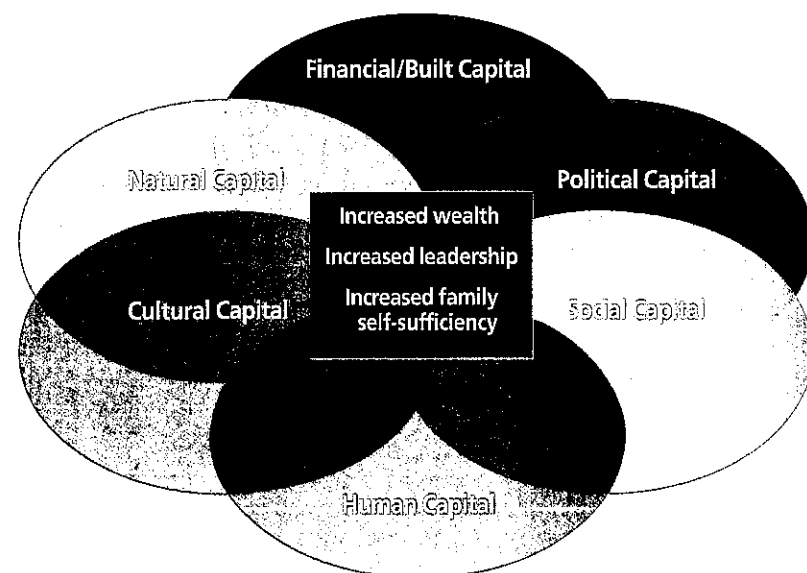 Financial/Built Capital
Natural Capital
Political Capital
Increased wealth
Increased leadership
Increased family
self-sufficiency
Cultural Capital
Social Capital
Human Capital